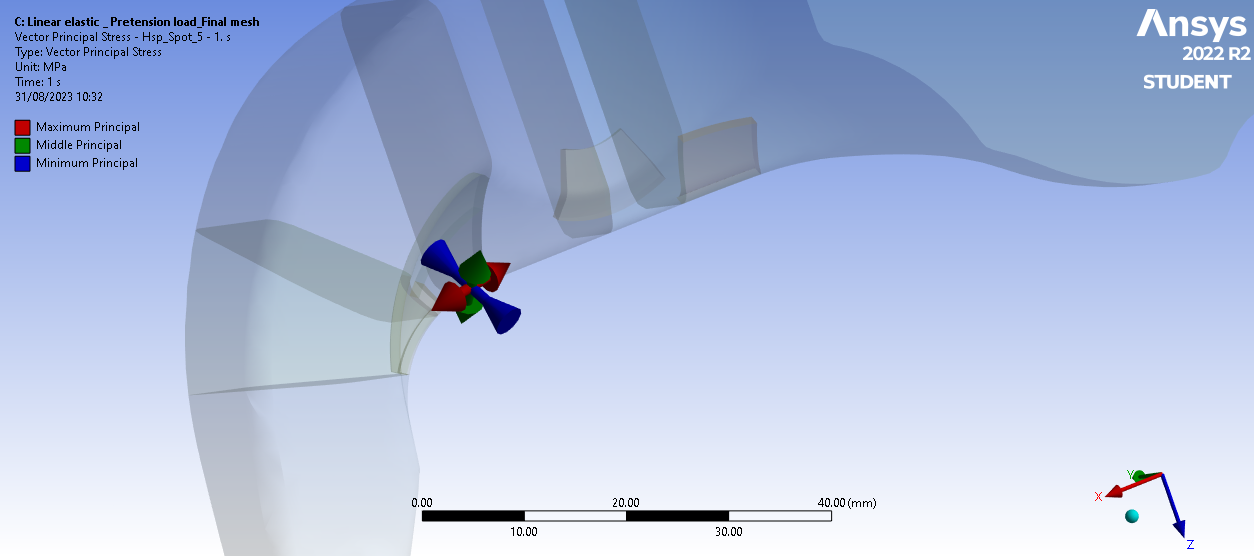 C: Linear elastic _ Pretension load_Final mesh
Vector Principal Stress - Hsp_Spot_5 - 1. s
Type: Vector Principal Stress
Unit: MPa
Time: 1 s
31/08/2023 10:32
Maximum Principal
Middle Principal
Minimum Principal
Ansys
2022 R2
STUDENT
0.00 20.00 40.00 (mm)
10.00 30.00
Y
X
Z